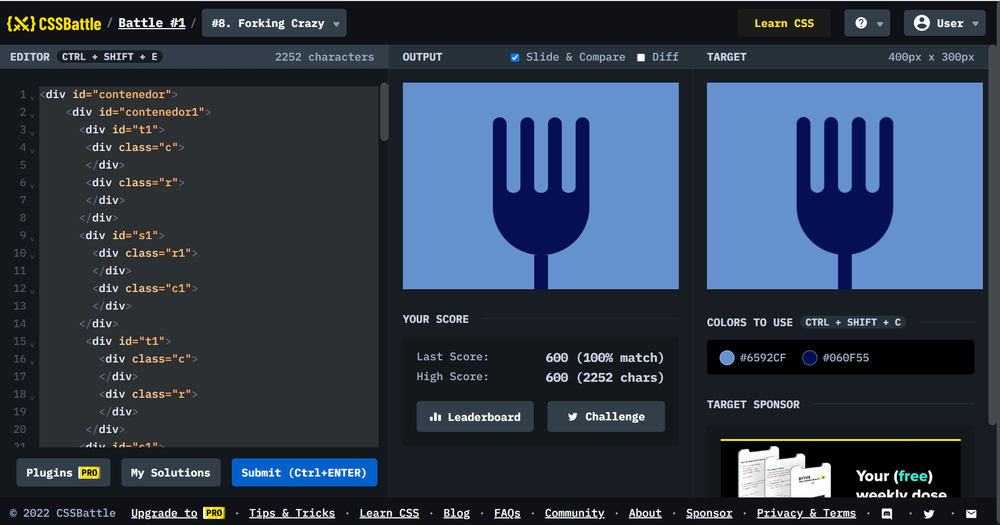 CSSBattle / Battle #1 / #8. Forking Crazy
Learn CSS
User
EDITOR CTRL + SHIFT + E 2252 characters
1 <div id="contenedor">
2 <div id="contenedor1">
3 <div id="t1">
4 <div class="c">
5 </div>
6 <div class="r">
7 </div>
8 </div>
9 <div id="s1">
10 <div class="r1">
11 </div>
12 <div class="c1">
13 </div>
14 </div>
15 <div id="t1">
16 <div class="c">
17 </div>
18 <div class="r">
19 </div>
20 </div>
21 <div id="s1">
Plugins PRO
My Solutions
Submit (Ctrl+ENTER)
OUTPUT Slide & Compare Diff
YOUR SCORE
Last Score: 600 (100% match)
High Score: 600 (2252 chars)
Leaderboard
Challenge
TARGET 400px x 300px
COLORS TO USE CTRL + SHIFT + C
#6592CF #060F55
TARGET SPONSOR
BYTES
JS
Your (free)
weekly dose
© 2022 CSSBattle Upgrade to PRO · Tips & Tricks · Learn CSS · Blog · FAQs · Community · About · Sponsor · Privacy & Terms · · ·